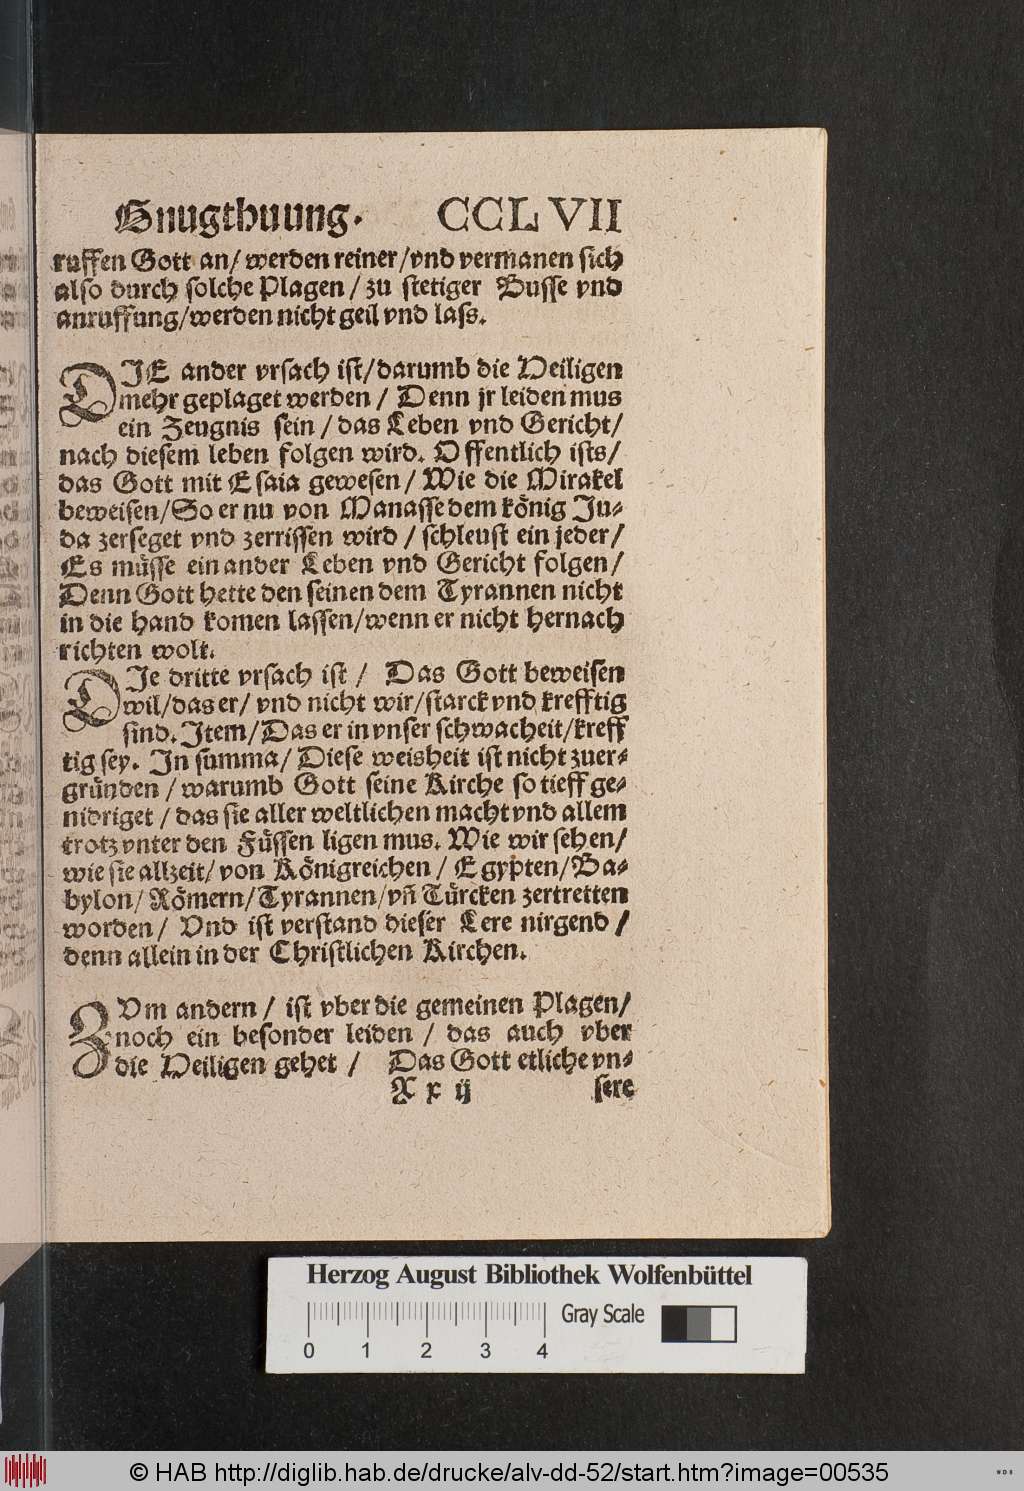 Gnugthuung. CCLVII
ruffen Gott an/ werden reiner/ vnd vermanen sich
also durch solche Plagen/ zu stetiger Busse vnd
anruffung/ werden nicht geil vnd lass.
DIE ander vrsach ist/ darumb die Heiligen
mehr geplaget werden/ Denn jr leiden mus
ein Zeugnis sein/ das Leben vnd Gericht/
nach diesem leben folgen wird. Offentlich ists/
das Gott mit Esaia gewesen/ Wie die Mirakel
beweisen/ So er nu von Manasse dem könig Ju-
da zerseget vnd zerrissen wird/ schleust ein jeder/
Es müsse ein ander Leben vnd Gericht folgen/
Denn Gott hette den seinen dem Tyrannen nicht
in die hand komen lassen/ wenn er nicht hernach
richten wolt.
DIe dritte vrsach ist/ Das Gott beweisen
wil/ das er/ vnd nicht wir/ starck vnd krefftig
sind. Item/ Das er in vnser schwacheit/ kreff
tig sey. In summa/ Diese weisheit ist nicht zuer-
gründen/ warumb Gott seine Kirche so tieff ge-
nidriget/ das sie aller weltlichen macht vnd allem
trotz vnter den Füssen ligen mus. Wie wir sehen/
wie sie allzeit/ von Königreichen/ Egypten/ Ba-
bylon/ Römern/ Tyrannen/ vñ Türcken zertretten
worden/ Vnd ist verstand dieser Lere nirgend/
denn allein in der Christlichen Kirchen.
ZVm andern/ ist vber die gemeinen Plagen/
noch ein besonder leiden/ das auch vber
die Heiligen gehet/ Das Gott etliche vn-
X x ij sere
Herzog August Bibliothek Wolfenbüttel
Gray Scale
0 1 2 3 4
© HAB http://diglib.hab.de/drucke/alv-dd-52/start.htm?image=00535
WDB